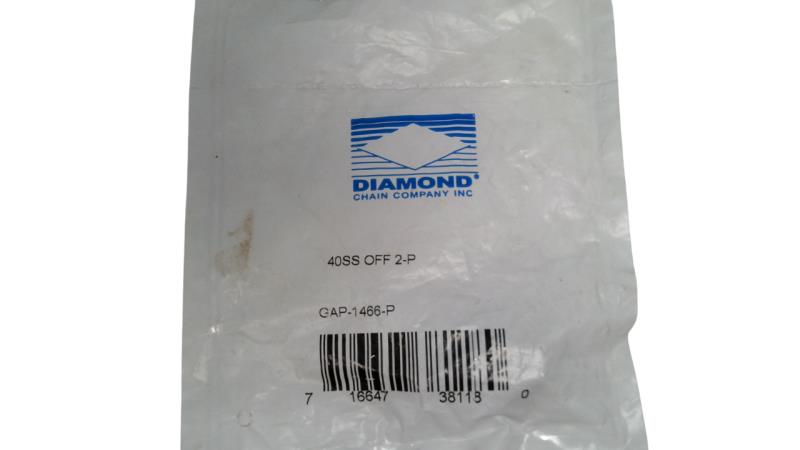 DIAMOND®
CHAIN COMPANY INC
40SS OFF 2-P
GAP-1466-P
7 16647 38118 0